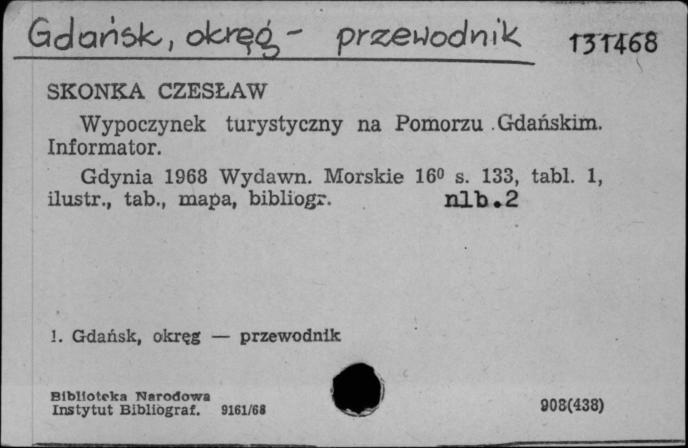 Gdańsk, okręg - przewodnik 131468
SKONKA CZESŁAW
Wypoczynek turystyczny na Pomorzu Gdańskim.
Informator.
Gdynia 1968 Wydawn. Morskie 16⁰ s. 133, tabl. 1,
ilustr., tab., mapa, bibliogr. nlb.2
1. Gdańsk, okręg — przewodnik
Biblioteka Narodowa
Instytut Bibliograf. 9161/68
908(438)